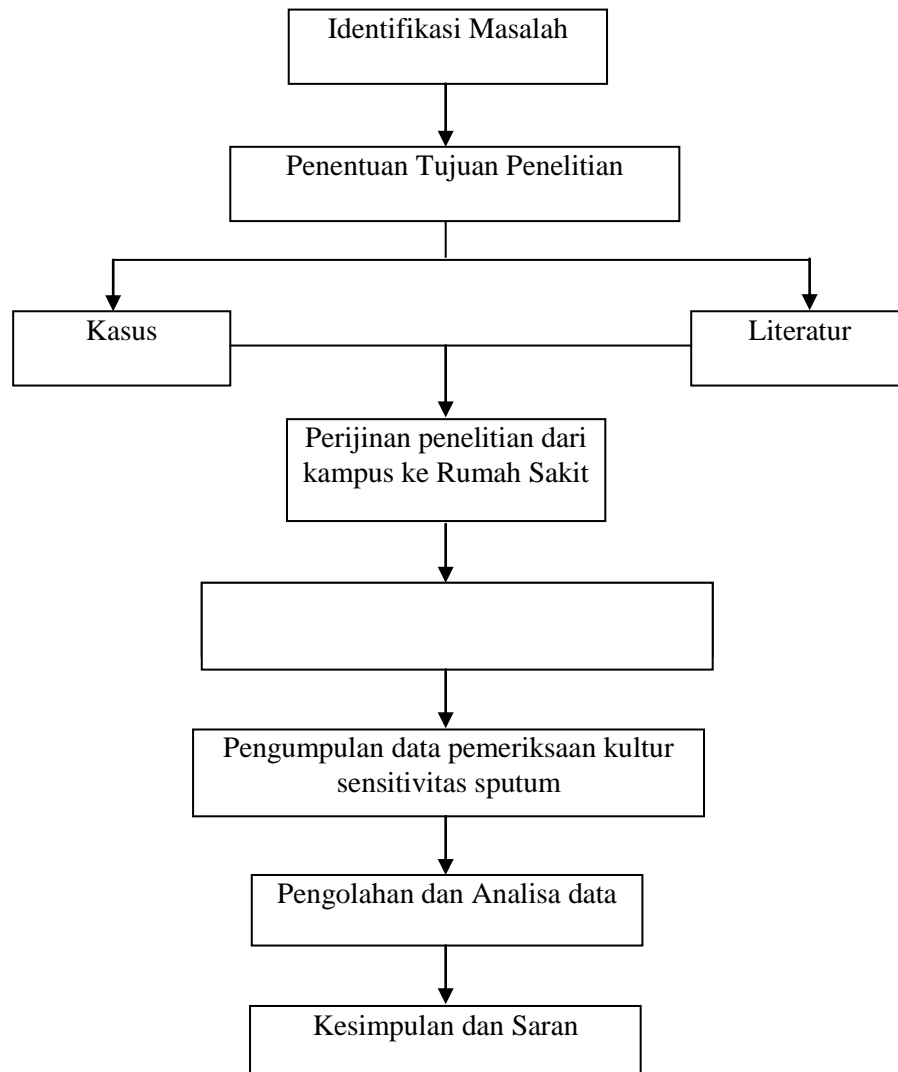 Identifikasi Masalah
Penentuan Tujuan Penelitian
Kasus
Literatur
Perijinan penelitian dari
kampus ke Rumah Sakit
Pengumpulan data pemeriksaan kultur
sensitivitas sputum
Pengolahan dan Analisa data
Kesimpulan dan Saran